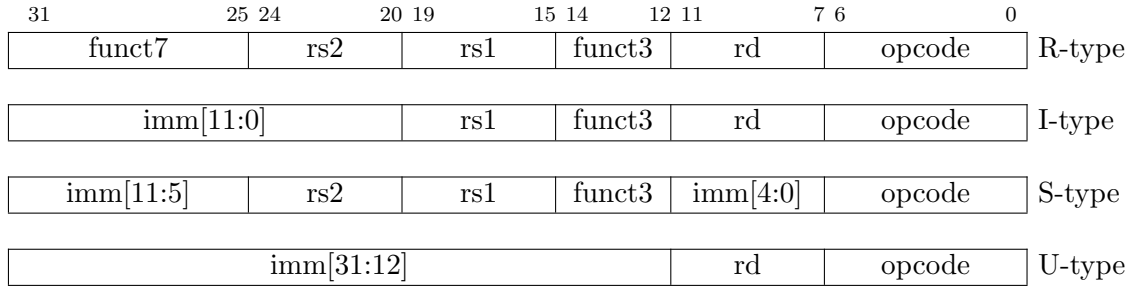 31 25 24 20 19 15 14 12 11 7 6 0
funct7 rs2 rs1 funct3 rd opcode R-type
imm[11:0] rs1 funct3 rd opcode I-type
imm[11:5] rs2 rs1 funct3 imm[4:0] opcode S-type
imm[31:12] rd opcode U-type